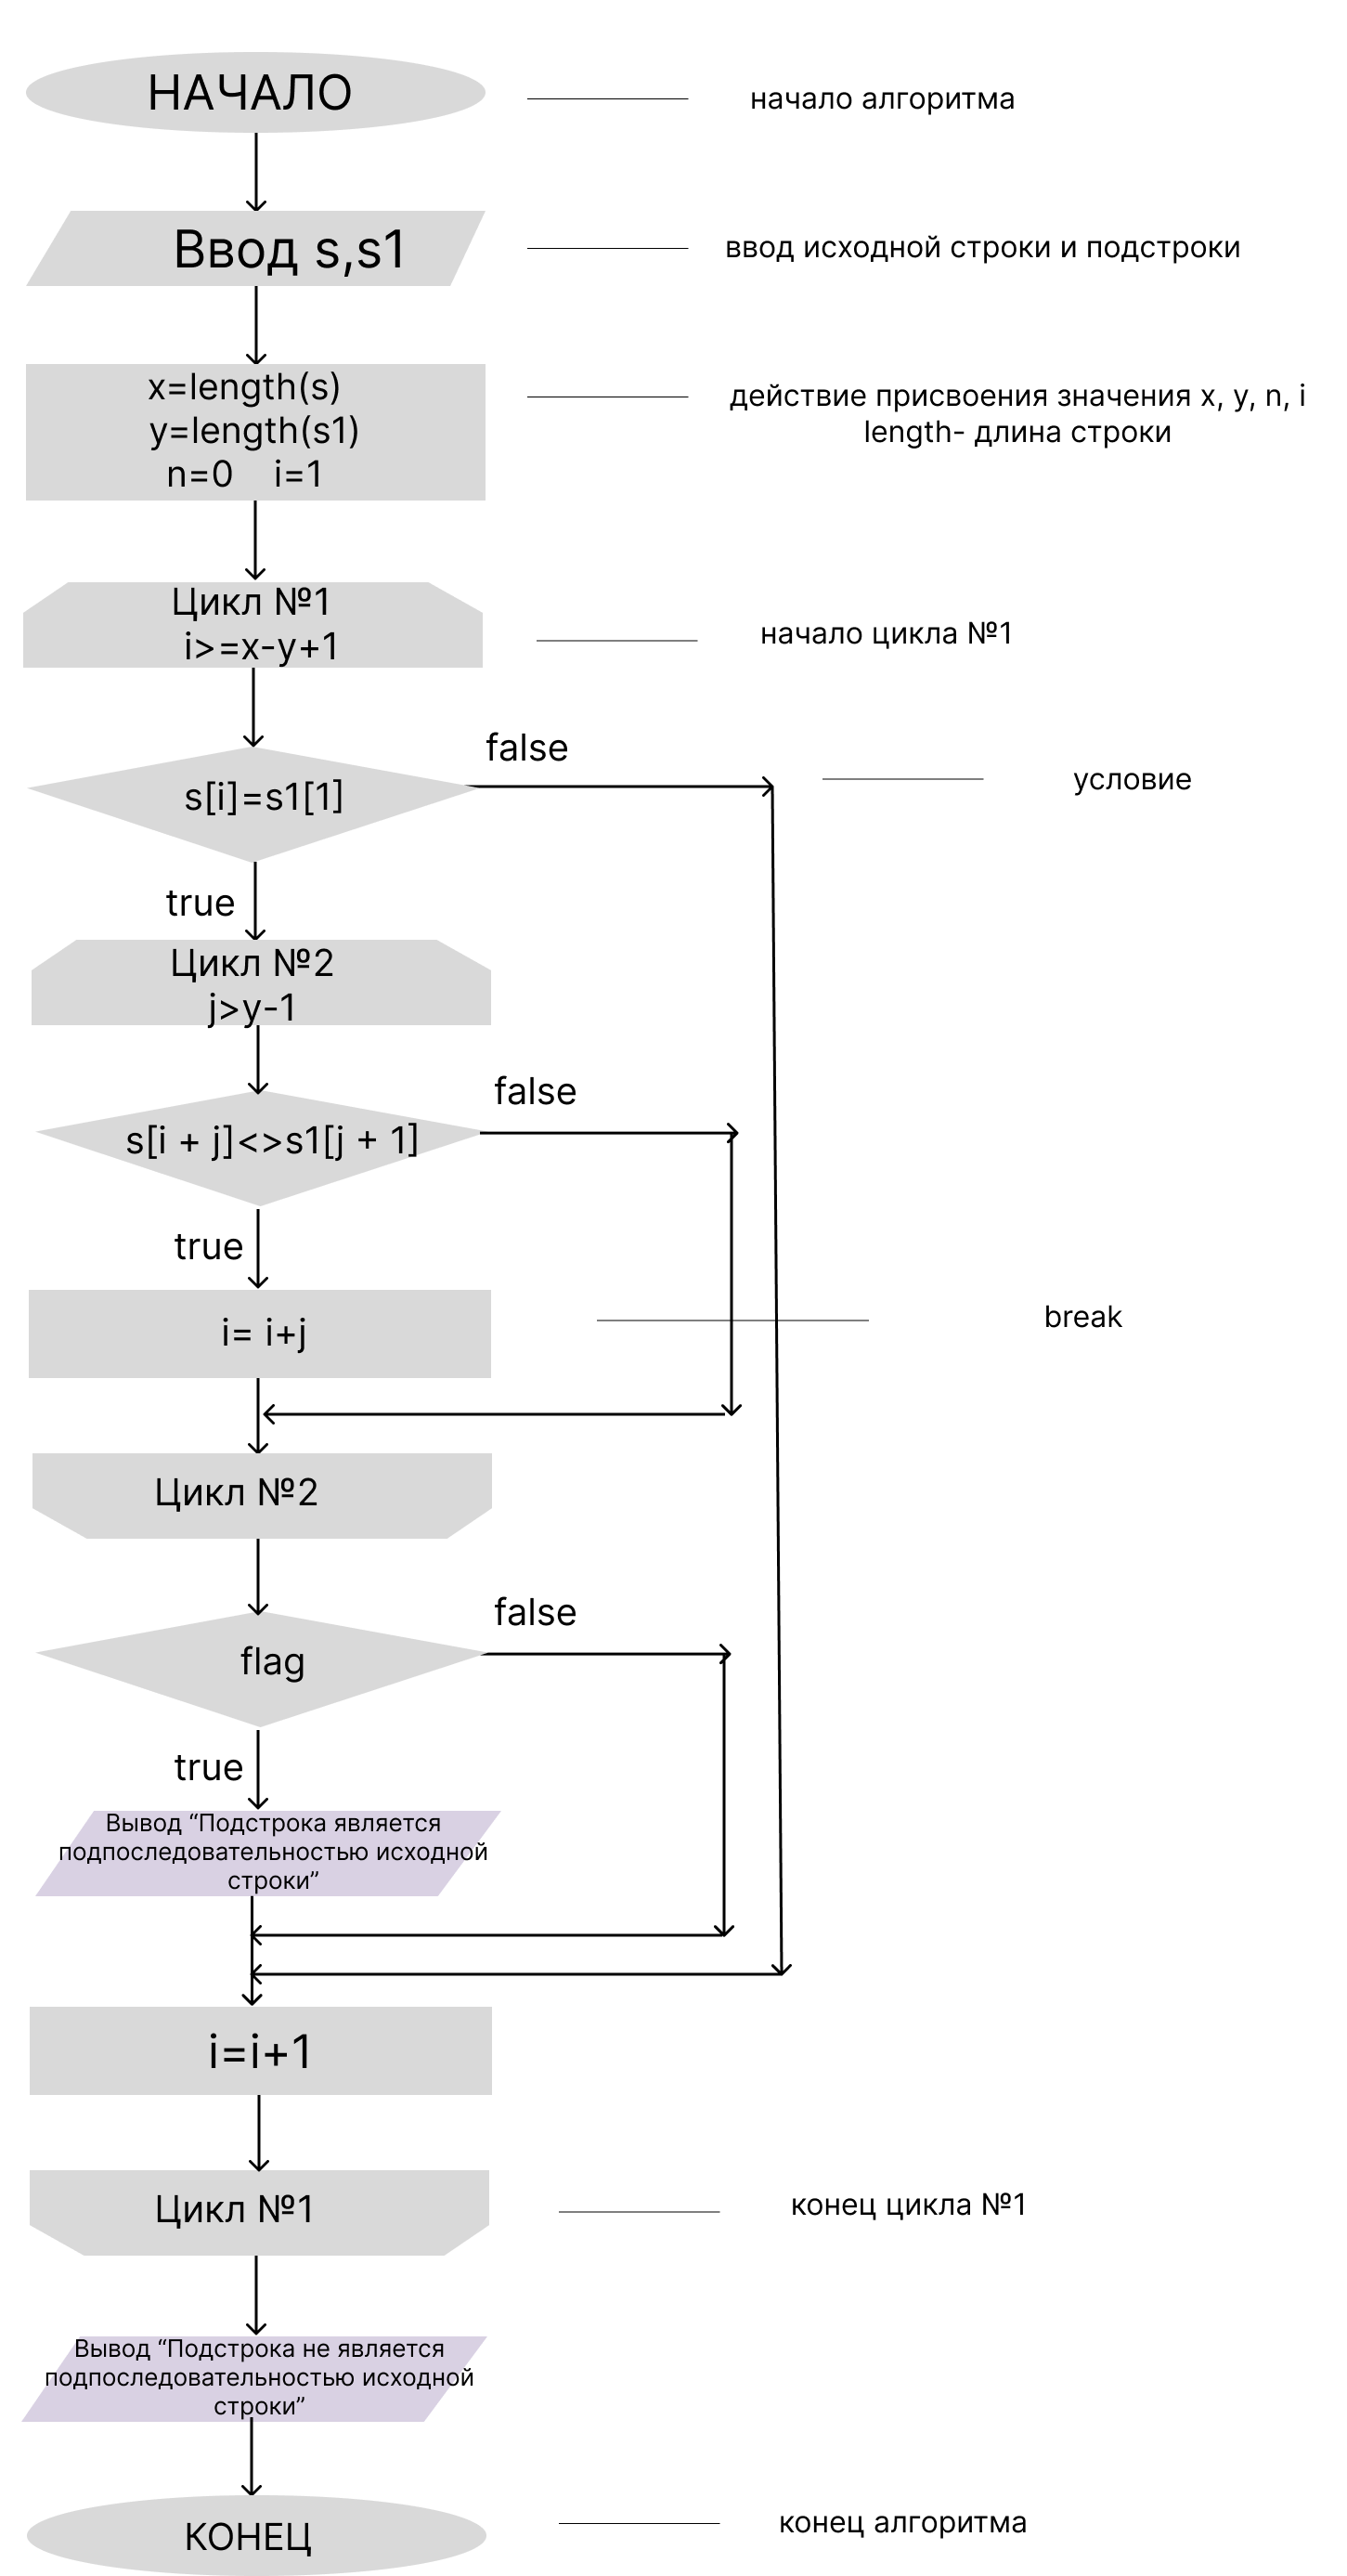 НАЧАЛО
начало алгоритма
Ввод s,s1
ввод исходной строки и подстроки
x=length(s)
y=length(s1)
n=0 i=1
действие присвоения значения x, y, n, i
length- длина строки
Цикл №1
i>=x-y+1
начало цикла №1
false
s[i]=s1[1]
условие
true
Цикл №2
j>y-1
false
s[i + j]<>s1[j + 1]
true
i= i+j
break
Цикл №2
false
flag
true
Вывод “Подстрока является
подпоследовательностью исходной
строки”
i=i+1
Цикл №1
конец цикла №1
Вывод “Подстрока не является
подпоследовательностью исходной
строки”
КОНЕЦ
конец алгоритма